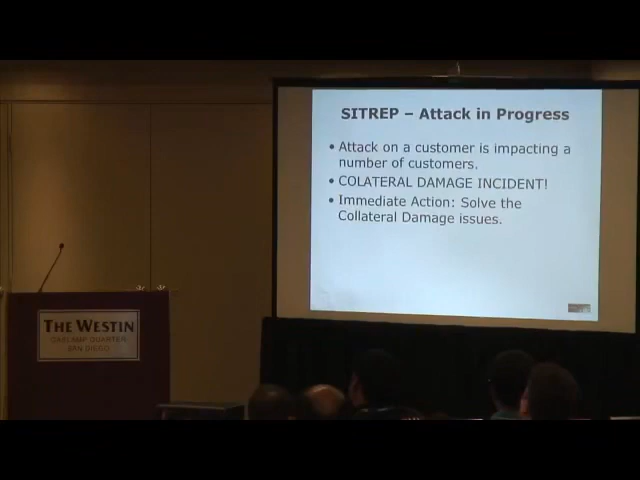 SITREP – Attack in Progress
• Attack on a customer is impacting a
number of customers.
• COLATERAL DAMAGE INCIDENT!
• Immediate Action: Solve the
Collateral Damage issues.
THE WESTIN
GASLAMP QUARTER
SAN DIEGO